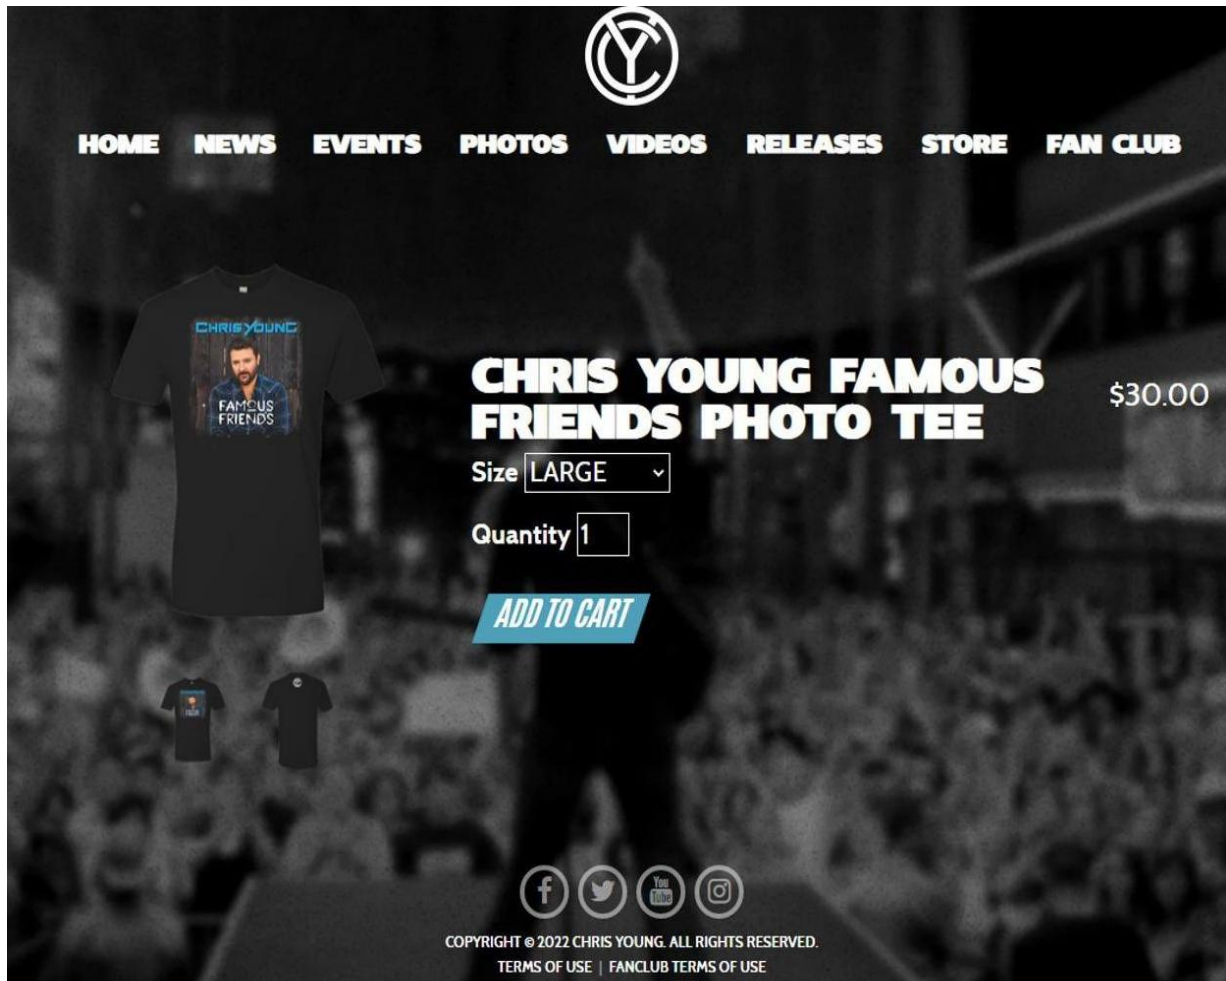 HOME NEWS EVENTS PHOTOS VIDEOS RELEASES STORE FAN CLUB
CHRIS YOUNG
FAMOUS
FRIENDS
CHRIS YOUNG FAMOUS
FRIENDS PHOTO TEE
$30.00
Size LARGE
Quantity 1
ADD TO CART
You
Tube
COPYRIGHT © 2022 CHRIS YOUNG. ALL RIGHTS RESERVED.
TERMS OF USE | FANCLUB TERMS OF USE